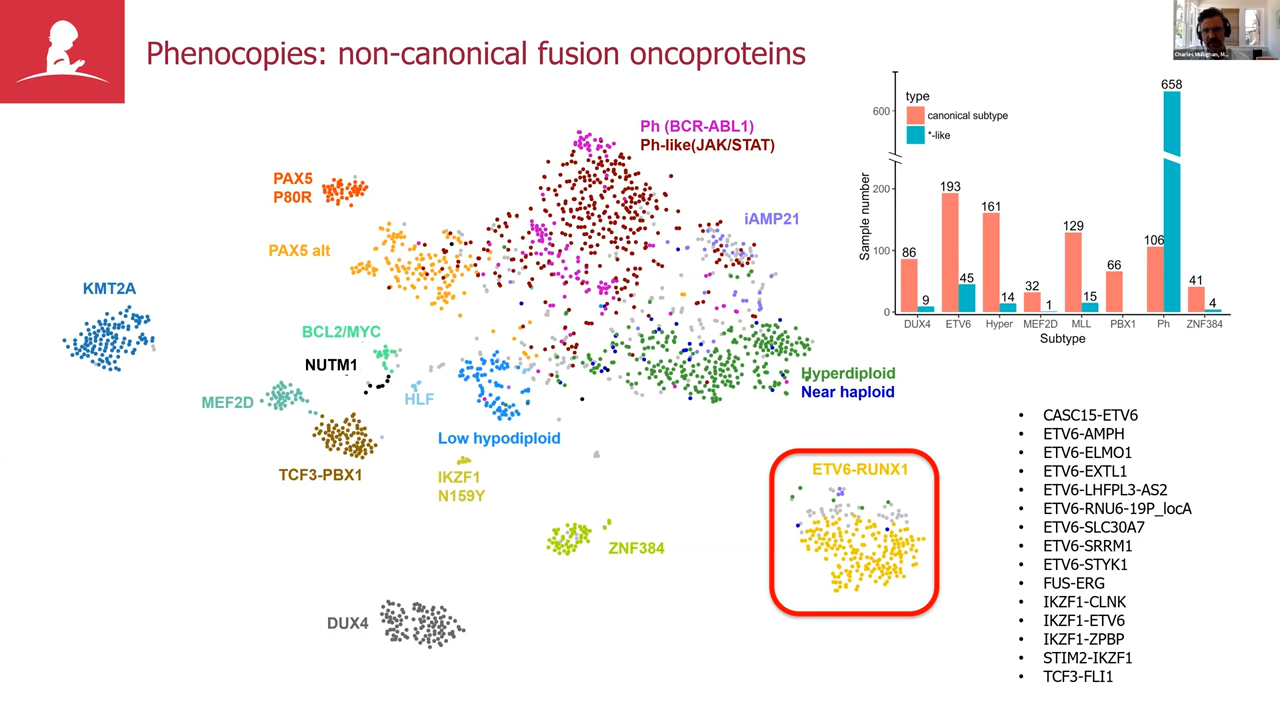 Phenocopies: non-canonical fusion oncoproteins
Charles Mullighan, M...
Ph (BCR-ABL1)
Ph-like(JAK/STAT)
PAX5
P80R
iAMP21
PAX5 alt
KMT2A
BCL2/MYC
NUTM1
HLF
MEF2D
Hyperdiploid
Near haploid
Low hypodiploid
TCF3-PBX1
IKZF1
N159Y
ETV6-RUNX1
ZNF384
DUX4
type
canonical subtype
*-like
Sample number
600
200
100
0
86
9
193
45
161
14
32
1
129
15
66
106
658
41
4
DUX4
ETV6
Hyper
MEF2D
MLL
PBX1
Ph
ZNF384
Subtype
• CASC15-ETV6
• ETV6-AMPH
• ETV6-ELMO1
• ETV6-EXTL1
• ETV6-LHFPL3-AS2
• ETV6-RNU6-19P_locA
• ETV6-SLC30A7
• ETV6-SRRM1
• ETV6-STYK1
• FUS-ERG
• IKZF1-CLNK
• IKZF1-ETV6
• IKZF1-ZPBP
• STIM2-IKZF1
• TCF3-FLI1